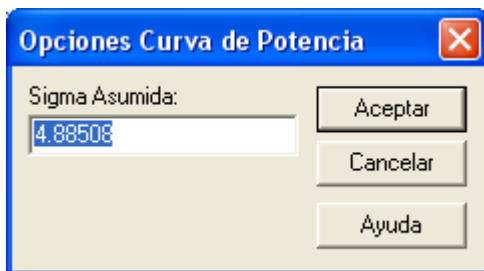 Opciones Curva de Potencia
Sigma Asumida:
4.88508
Aceptar
Cancelar
Ayuda